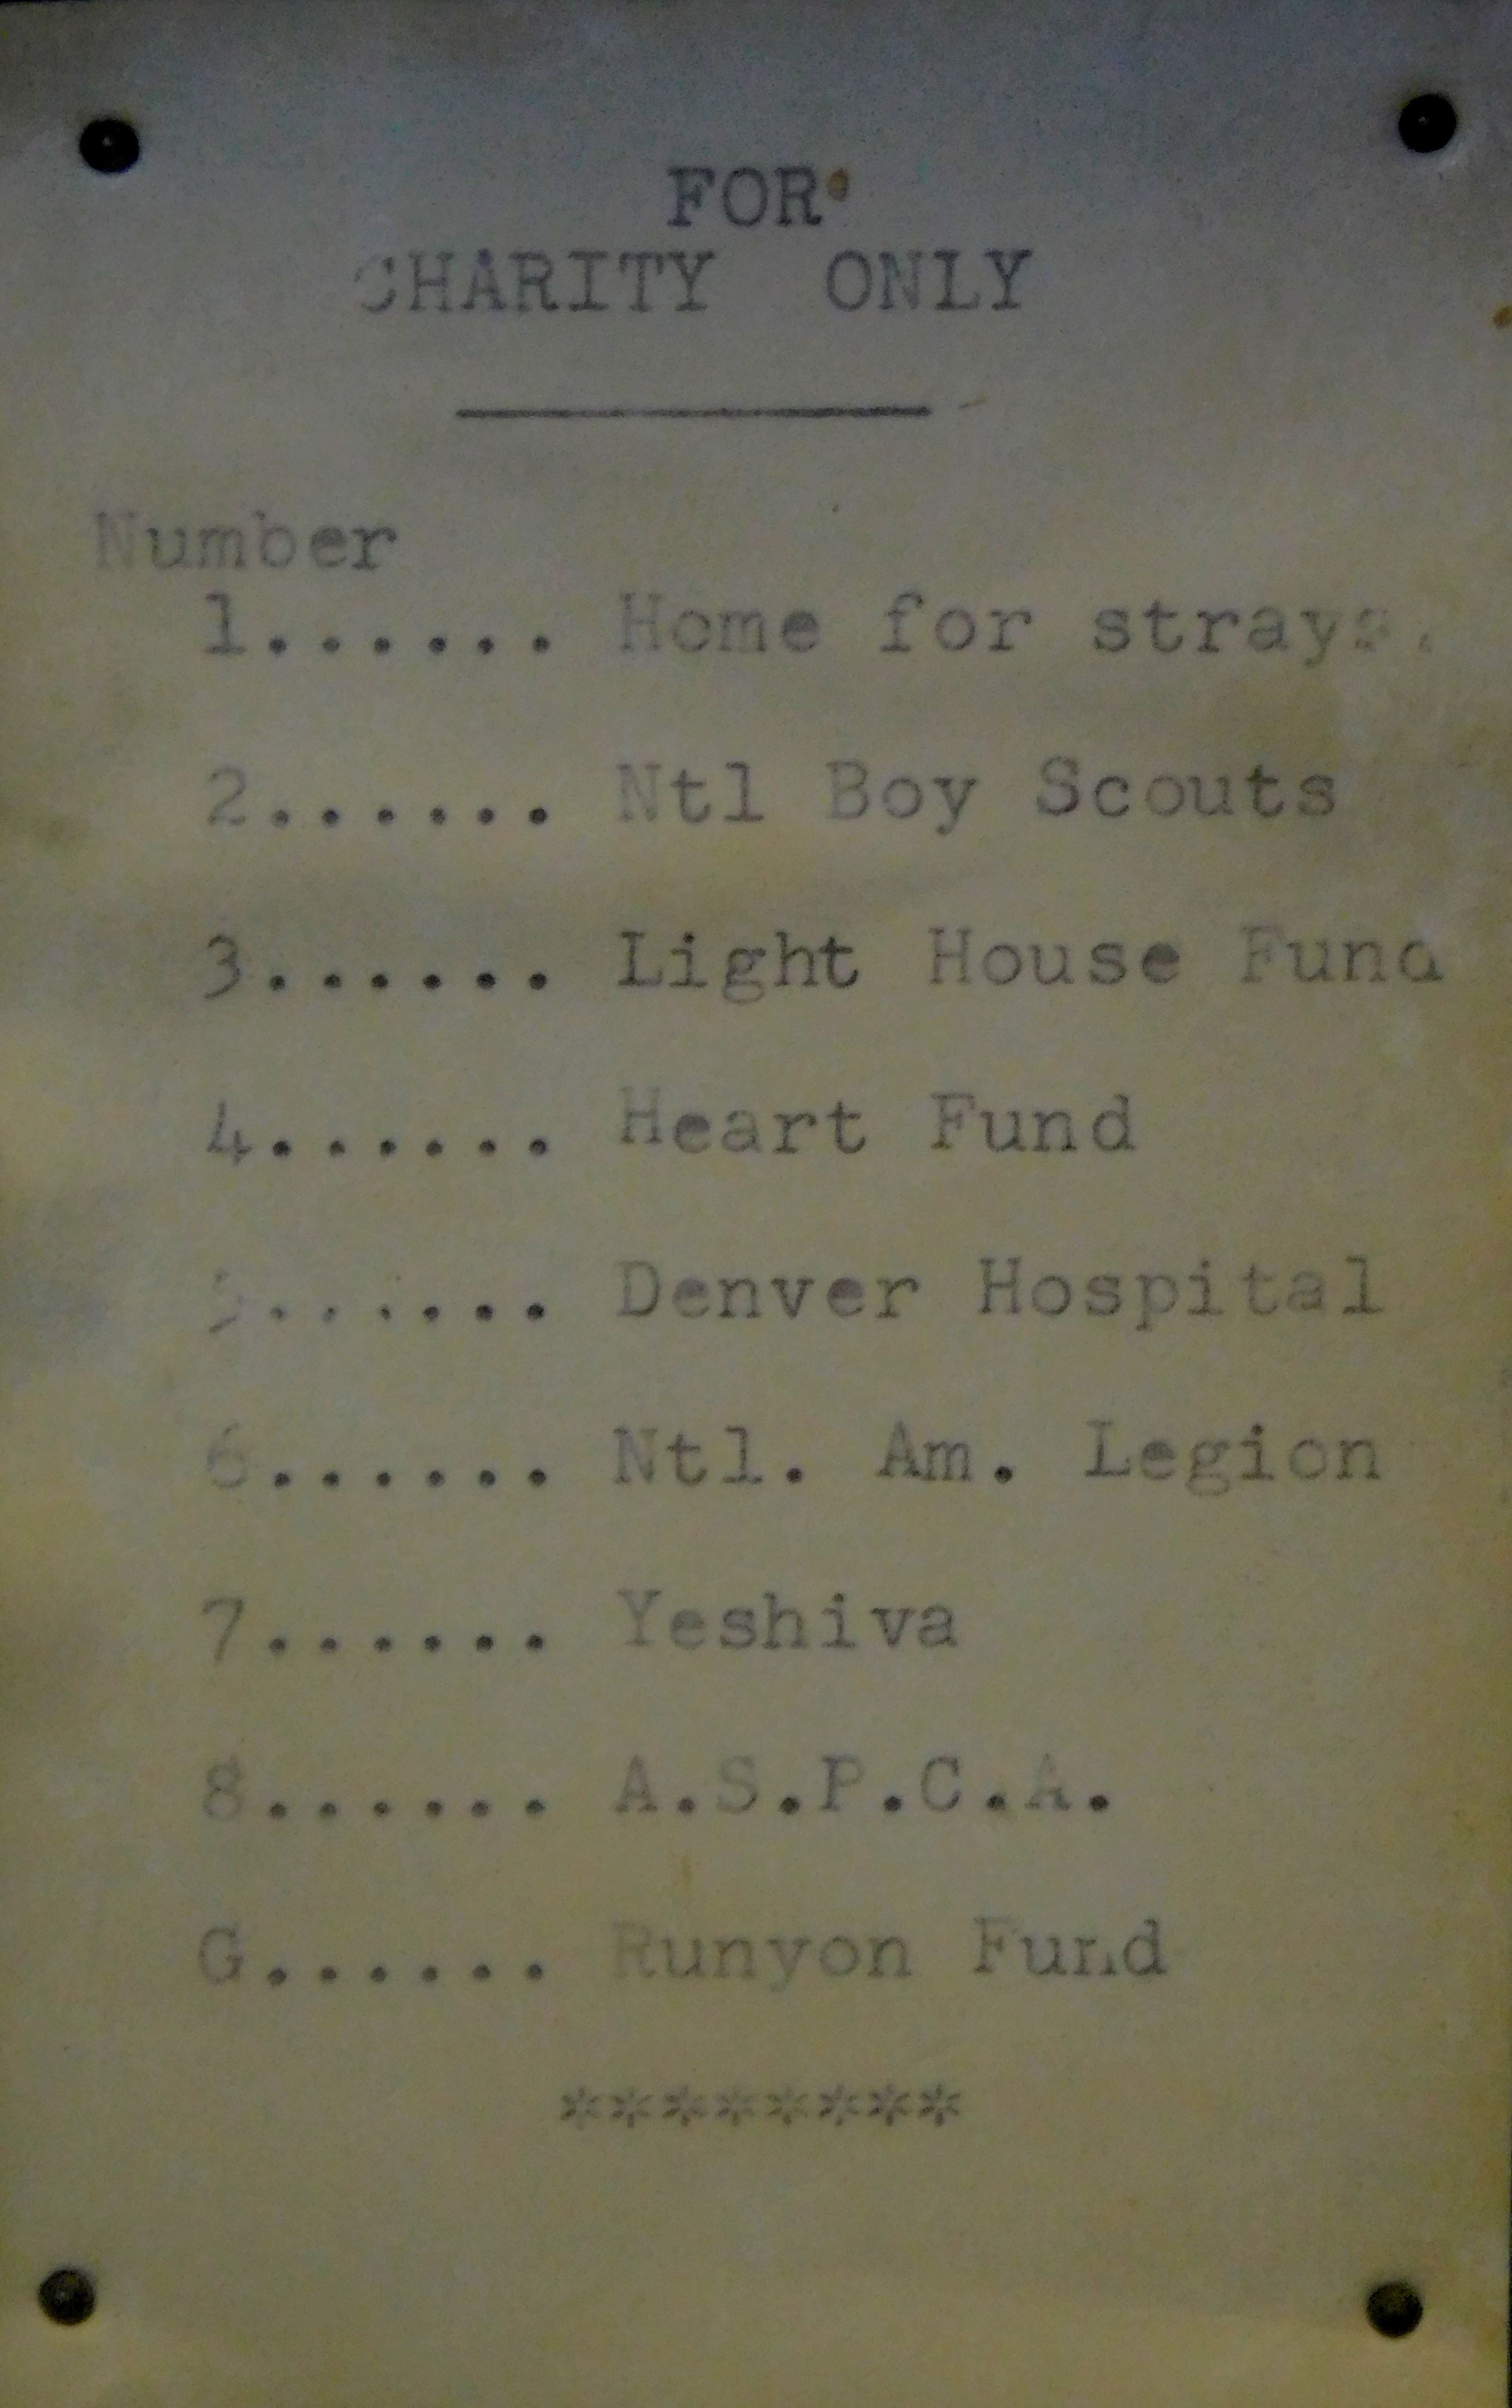 FOR
CHARITY ONLY
Number
1...... Home for strays.
2...... Ntl Boy Scouts
3...... Light House Fund
4...... Heart Fund
5...... Denver Hospital
6...... Ntl. Am. Legion
7...... Yeshiva
8...... A.S.P.C.A.
G...... Runyon Fund
********